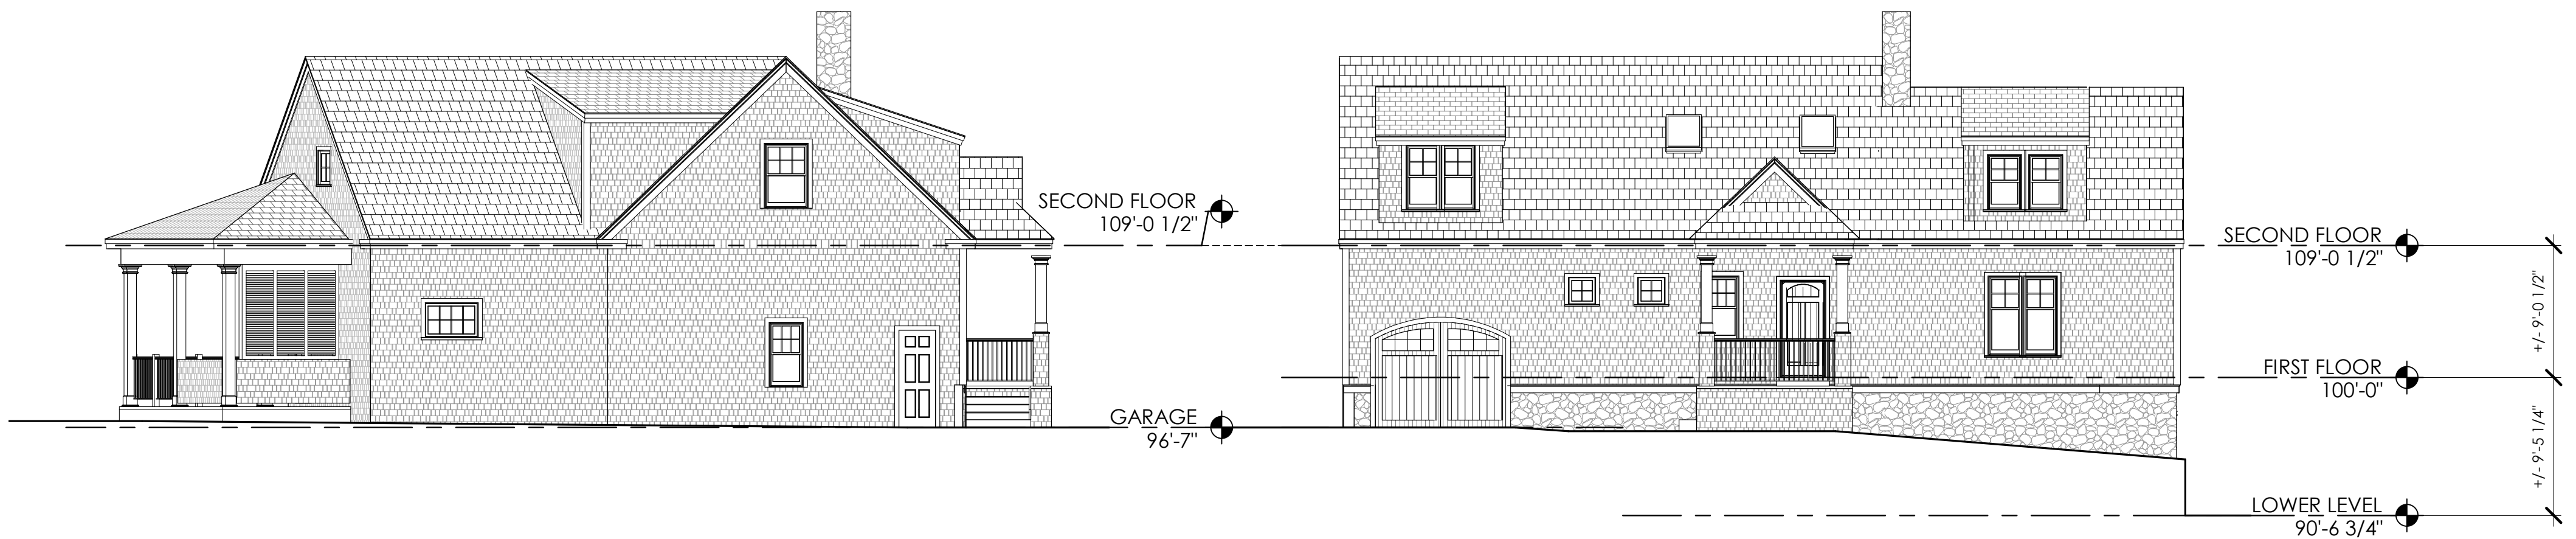 SECOND FLOOR
109'-0 1/2"
GARAGE
96'-7"
SECOND FLOOR
109'-0 1/2"
FIRST FLOOR
100'-0"
LOWER LEVEL
90'-6 3/4"
+/- 9'-0 1/2"
+/- 9'-5 1/4"